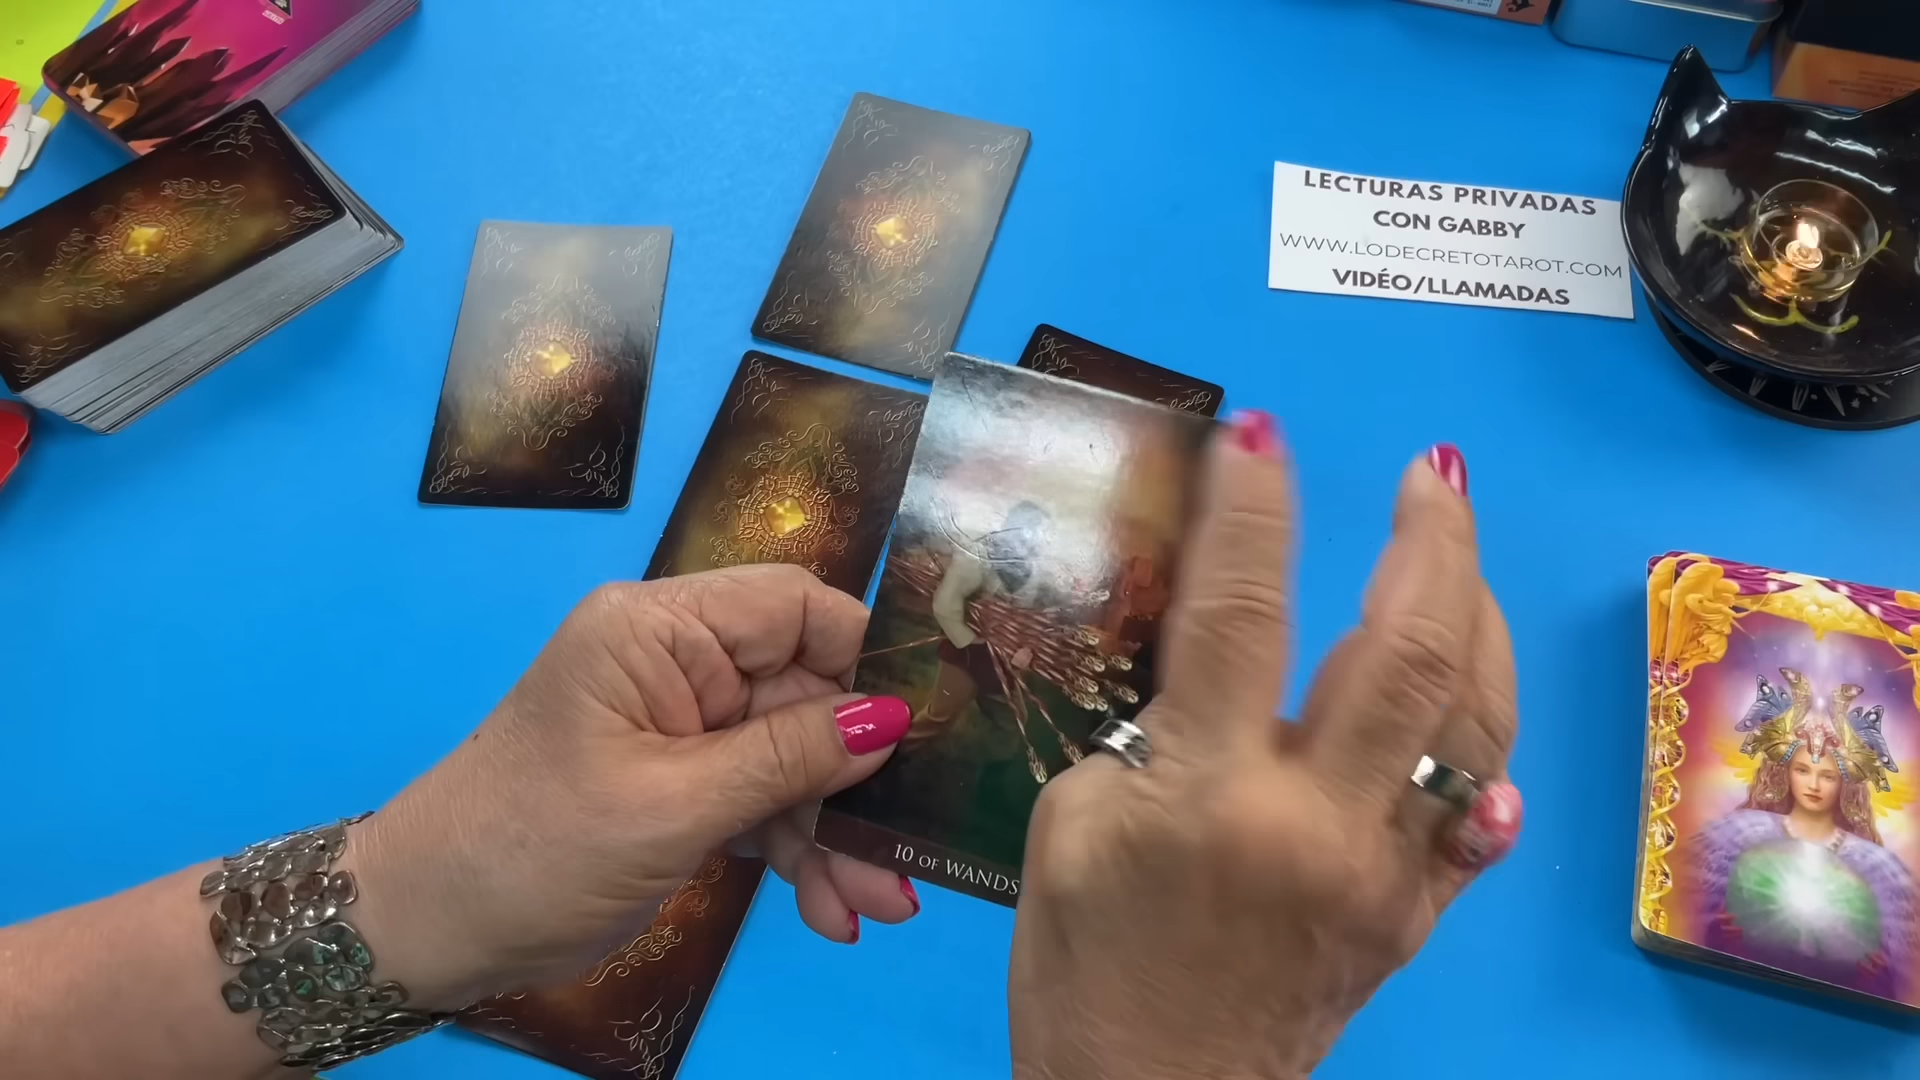 LECTURAS PRIVADAS
CON GABBY
WWW.LODECRETOTAROT.COM
VIDÉO/LLAMADAS
10 OF WANDS